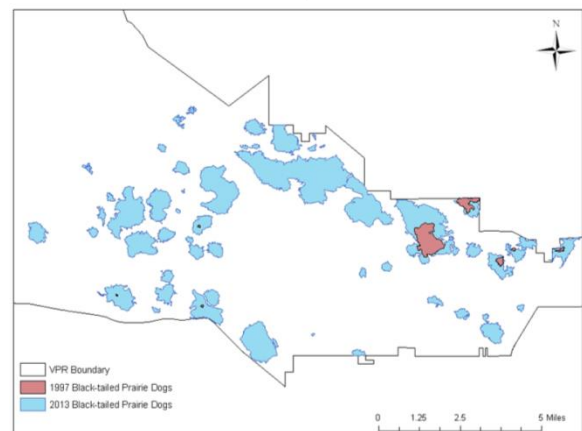 N
VPR Boundary
1997 Black-tailed Prairie Dogs
2013 Black-tailed Prairie Dogs
0 1.25 2.5 5 Miles